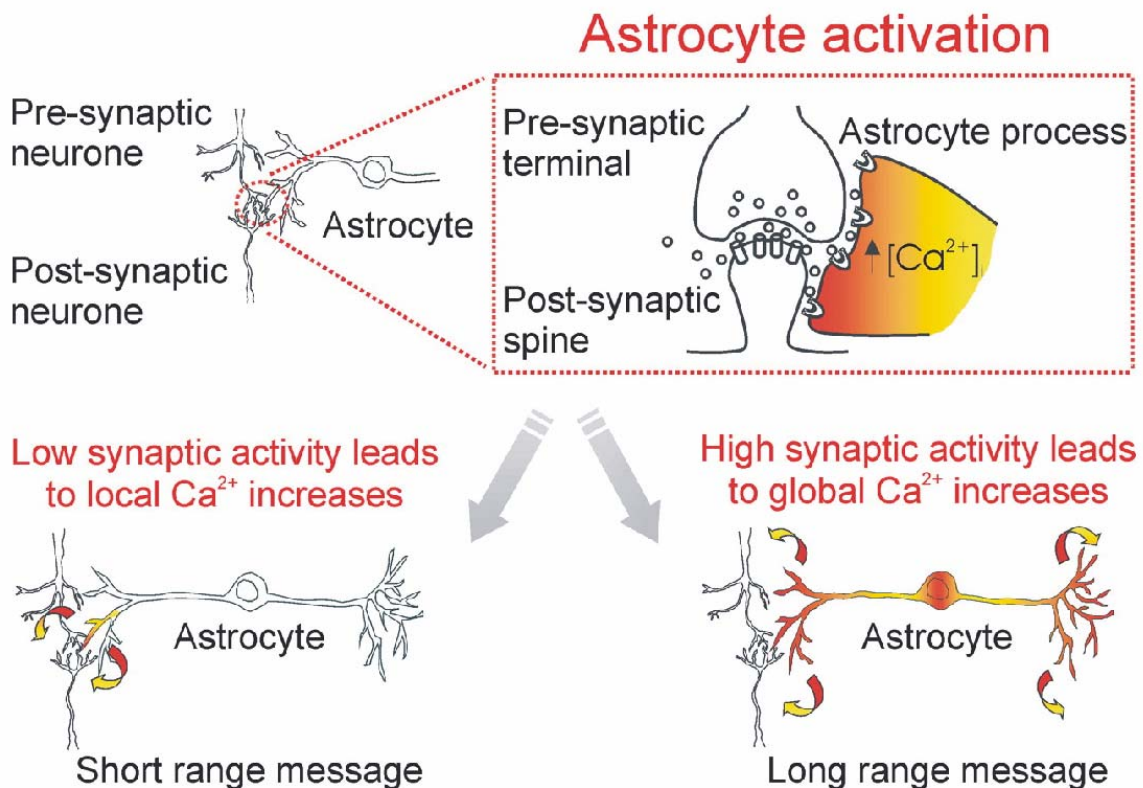 Astrocyte activation
Pre-synaptic
neurone
Astrocyte
Post-synaptic
neurone
Pre-synaptic
terminal
Astrocyte process
[Ca²⁺]i
Post-synaptic
spine
Low synaptic activity leads
to local Ca²⁺ increases
Astrocyte
Short range message
High synaptic activity leads
to global Ca²⁺ increases
Astrocyte
Long range message